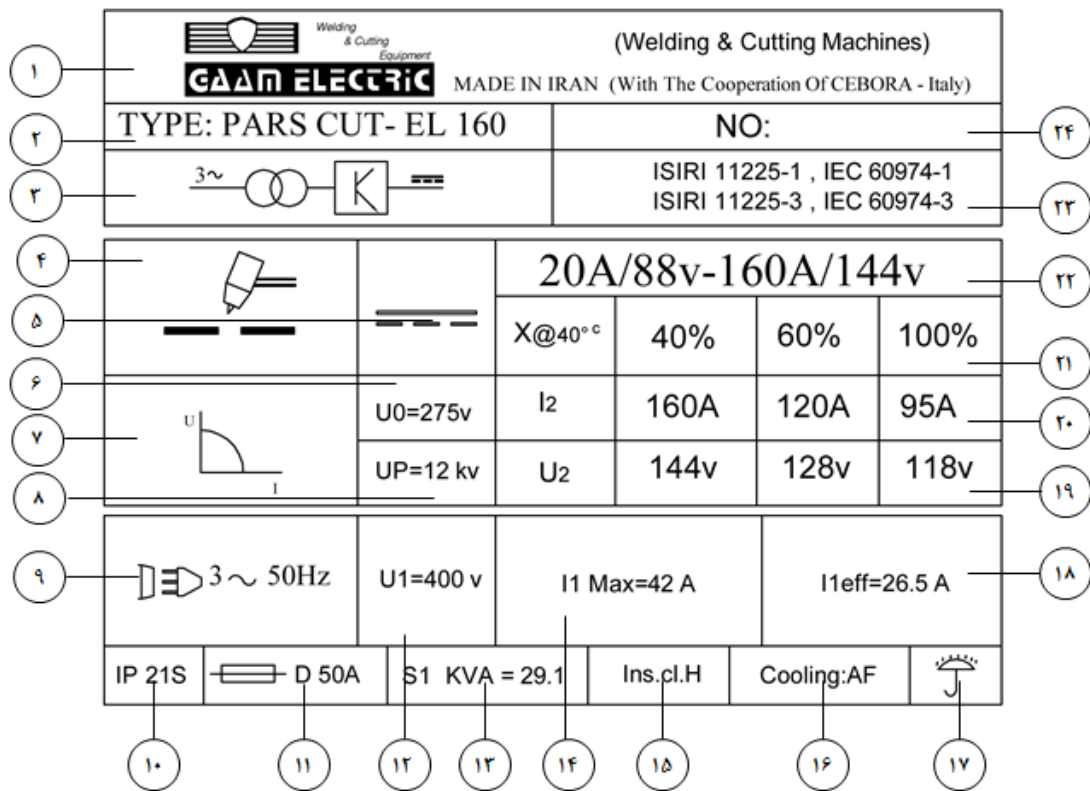 Welding
& Cutting
Equipment
GAAM ELECTRIC
(Welding & Cutting Machines)
MADE IN IRAN (With The Cooperation Of CEBORA - Italy)
۱
TYPE: PARS CUT- EL 160
NO:
۲
۲۴
3~
ISIRI 11225-1 , IEC 60974-1
ISIRI 11225-3 , IEC 60974-3
۳
۲۳
۴
20A/88v-160A/144v
۲۲
۵
X@40°c
40%
60%
100%
۲۱
۶
U0=275v
I2
160A
120A
95A
۲۰
۷
U
I
UP=12 kv
U2
144v
128v
118v
۸
۱۹
۹
3 ~ 50Hz
U1=400 v
I1 Max=42 A
I1eff=26.5 A
۱۸
IP 21S
D 50A
S1 KVA = 29.1
Ins.cl.H
Cooling:AF
۱۰
۱۱
۱۲
۱۳
۱۴
۱۵
۱۶
۱۷